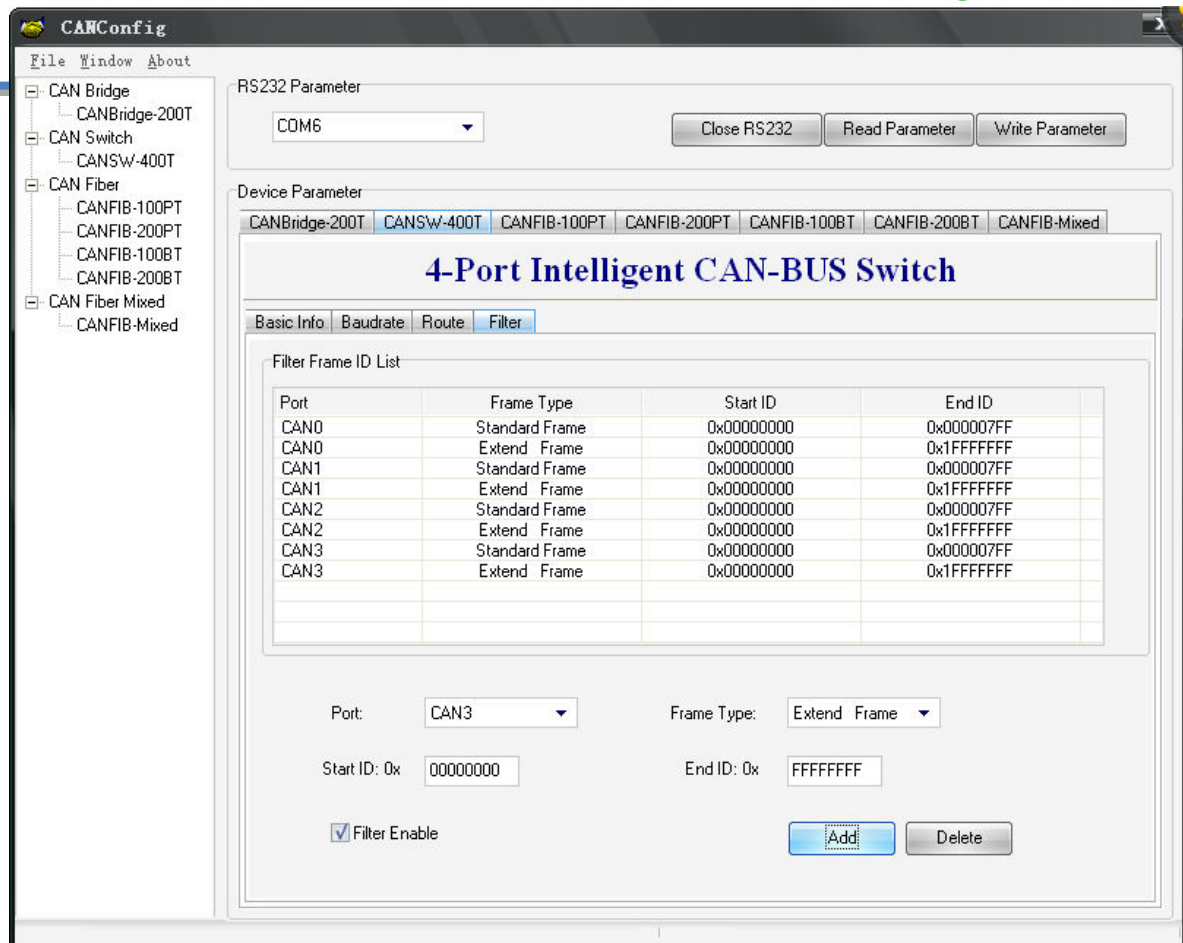 CANConfig
File Window About
CAN Bridge
CANBridge-200T
CAN Switch
CANSW-400T
CAN Fiber
CANFIB-100PT
CANFIB-200PT
CANFIB-100BT
CANFIB-200BT
CAN Fiber Mixed
CANFIB-Mixed
RS232 Parameter
COM6 Close RS232 Read Parameter Write Parameter
Device Parameter
CANBridge-200T CANSW-400T CANFIB-100PT CANFIB-200PT CANFIB-100BT CANFIB-200BT CANFIB-Mixed
4-Port Intelligent CAN-BUS Switch
Basic Info Baudrate Route Filter
Filter Frame ID List
Port Frame Type Start ID End ID
CAN0 Standard Frame 0x00000000 0x000007FF
CAN0 Extend Frame 0x00000000 0x1FFFFFFF
CAN1 Standard Frame 0x00000000 0x000007FF
CAN1 Extend Frame 0x00000000 0x1FFFFFFF
CAN2 Standard Frame 0x00000000 0x000007FF
CAN2 Extend Frame 0x00000000 0x1FFFFFFF
CAN3 Standard Frame 0x00000000 0x000007FF
CAN3 Extend Frame 0x00000000 0x1FFFFFFF
Port: CAN3 Frame Type: Extend Frame
Start ID: 0x 00000000 End ID: 0x FFFFFFFF
Filter Enable Add Delete